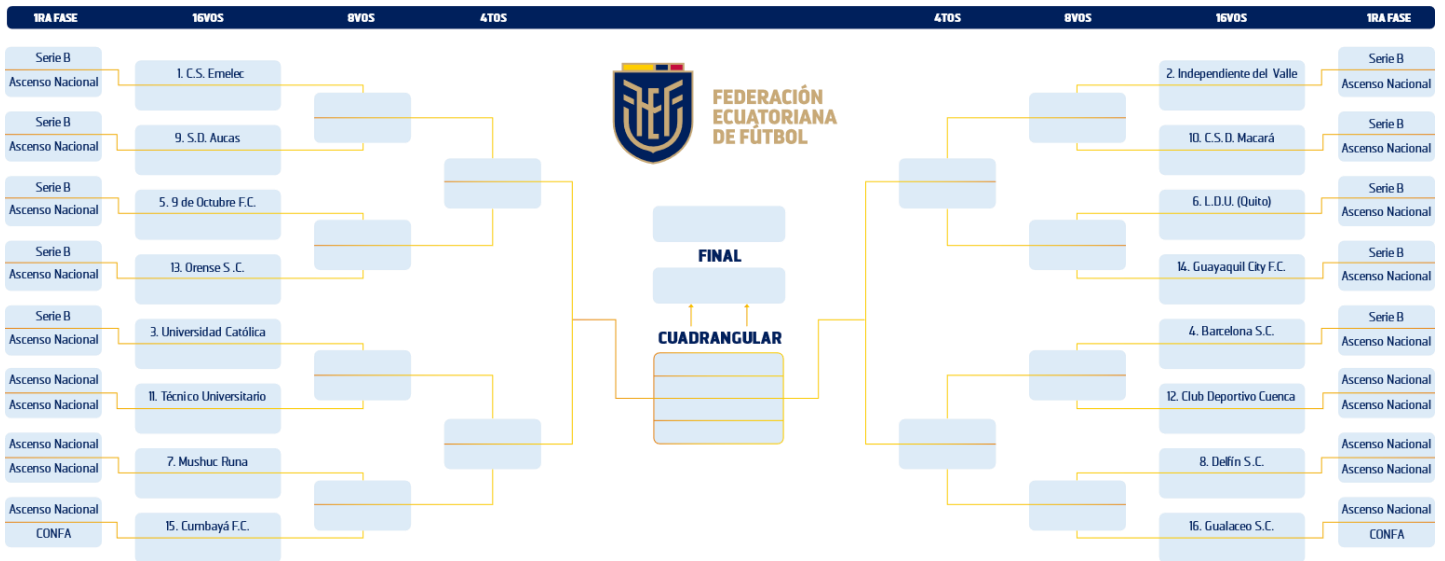 1RA FASE 16VOS 8VOS 4TOS 4TOS 8VOS 16VOS 1RA FASE
Serie B
Ascenso Nacional
1. C.S. Emelec
Serie B
Ascenso Nacional
9. S.D. Aucas
Serie B
Ascenso Nacional
5. 9 de Octubre F.C.
Serie B
Ascenso Nacional
13. Orense S .C.
Serie B
Ascenso Nacional
3. Universidad Católica
Ascenso Nacional
Ascenso Nacional
11. Técnico Universitario
Ascenso Nacional
Ascenso Nacional
7. Mushuc Runa
Ascenso Nacional
CONFA
15. Cumbayá F.C.
FEF
FEDERACIÓN
ECUATORIANA
DE FÚTBOL
FINAL
CUADRANGULAR
2. Independiente del Valle
Serie B
Ascenso Nacional
10. C.S.D. Macará
Serie B
Ascenso Nacional
6. L.D.U. (Quito)
Serie B
Ascenso Nacional
14. Guayaquil City F.C.
Serie B
Ascenso Nacional
4. Barcelona S.C.
Serie B
Ascenso Nacional
12. Club Deportivo Cuenca
Ascenso Nacional
Ascenso Nacional
8. Delfín S.C.
Ascenso Nacional
Ascenso Nacional
16. Gualaceo S.C.
Ascenso Nacional
CONFA